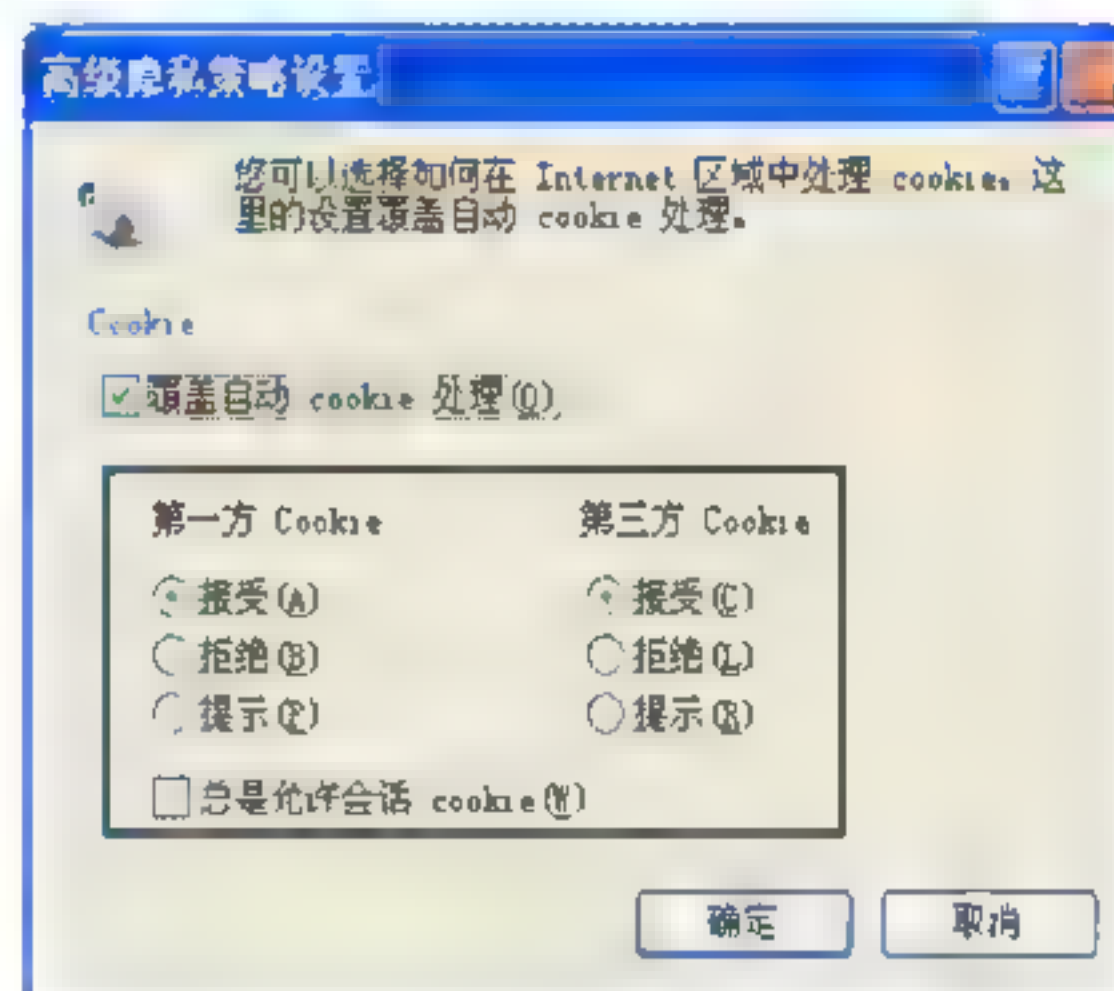 高级隐私策略设置
您可以选择如何在 Internet 区域中处理 cookie。这
里的设置覆盖自动 cookie 处理。
Cookie
覆盖自动 cookie 处理(O)
第一方 Cookie 第三方 Cookie
接受(A) 接受(C)
拒绝(B) 拒绝(L)
提示(P) 提示(R)
总是允许会话 cookie(W)
确定 取消